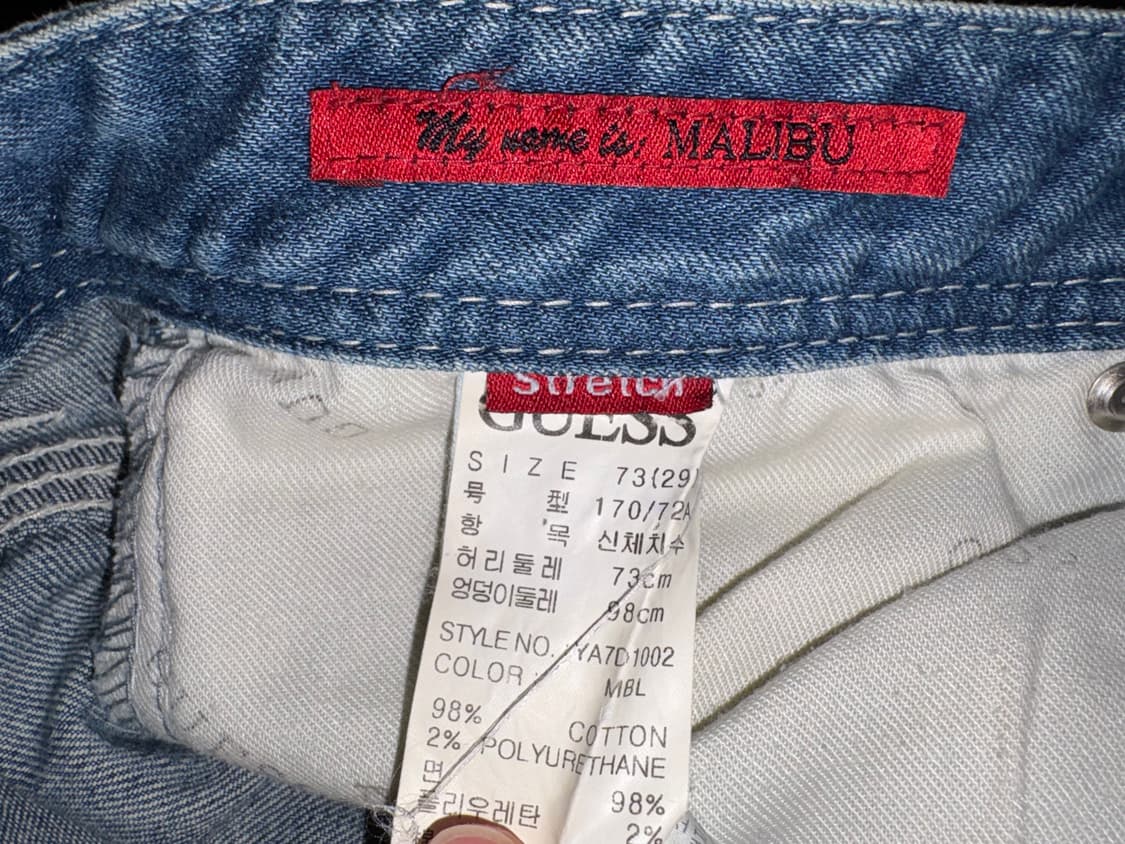 My name is, MALIBU
Stretch
GUESS
SIZE 73(29)
号型 170/72A
항목 신체치수
허리둘레 73cm
엉덩이둘레 98cm
STYLE NO. YA7D1002
COLOR : MBL
98% COTTON
2% POLYURETHANE
면 98%
폴리우레탄 2%